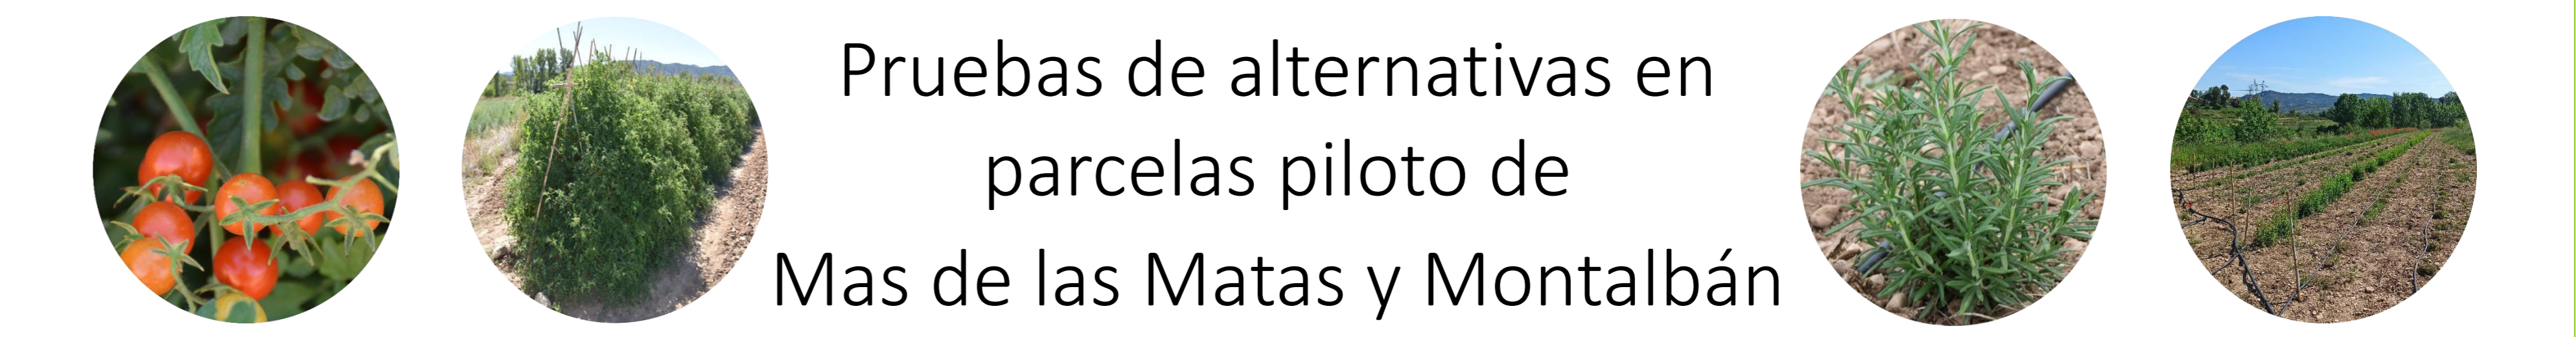 Pruebas de alternativas en
parcelas piloto de
Mas de las Matas y Montalbán